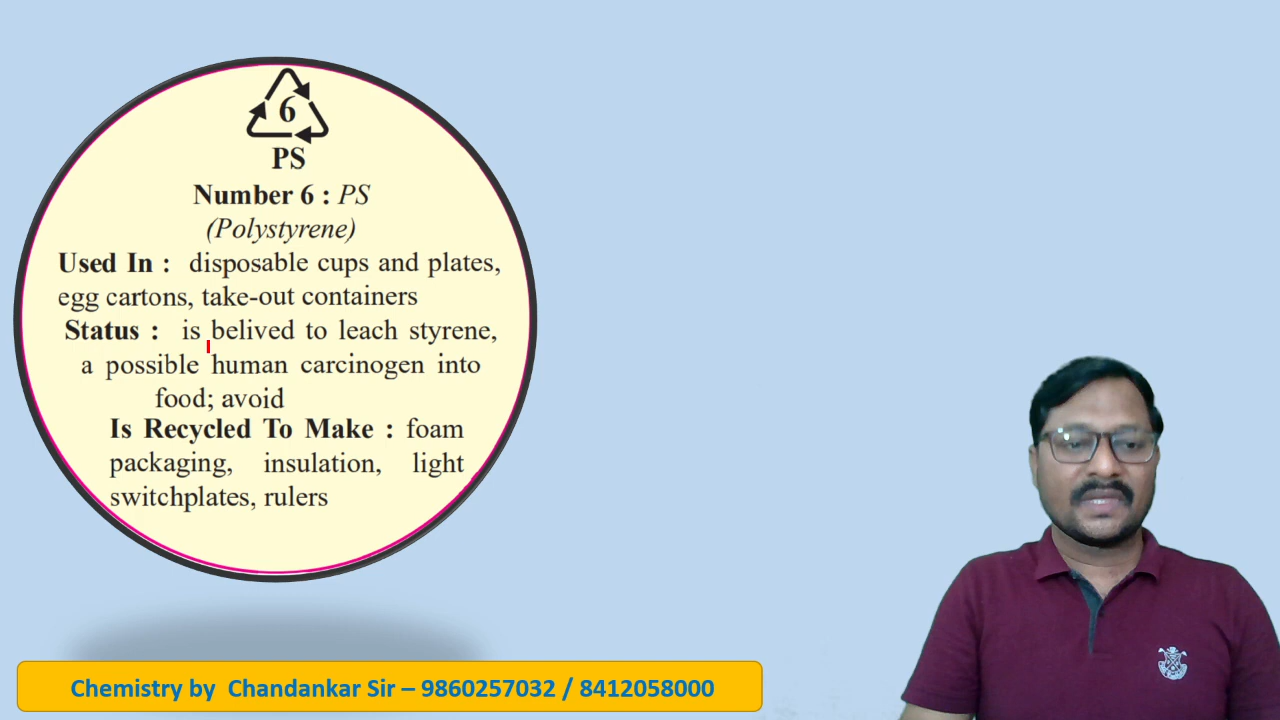 6
PS
Number 6 : PS
(Polystyrene)
Used In : disposable cups and plates,
egg cartons, take-out containers
Status : is belived to leach styrene,
a possible human carcinogen into
food; avoid
Is Recycled To Make : foam
packaging, insulation, light
switchplates, rulers
Chemistry by Chandankar Sir – 9860257032 / 8412058000